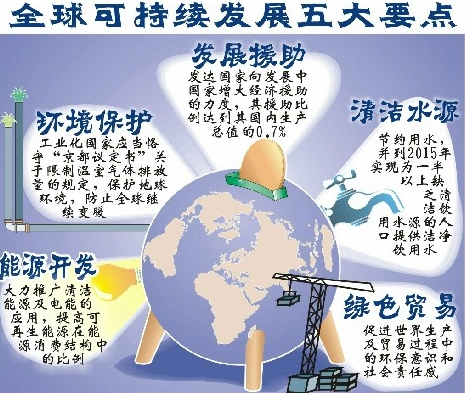 全球可持续发展五大要点
发展援助
发达国家向发展中
国家增大经济援助
的力度，其援助比
例达到其国内生产
总值的0.7%
环境保护
工业化国家应当恪
守“京都议定书”关
于限制温室气体排放
量的规定，保护地球
环境，防止全球继
续变暖
清洁水源
节约用水，
并到2015年
实现为一半
以上缺
乏清
洁饮
用水源的人
口提供洁净
饮用水
能源开发
大力推广清洁
能源及电能的
应用，提高可
再生能源在能
源消费结构中
的比例
绿色贸易
促进世界生产
及贸易过程中
的环保意识和
社会责任感